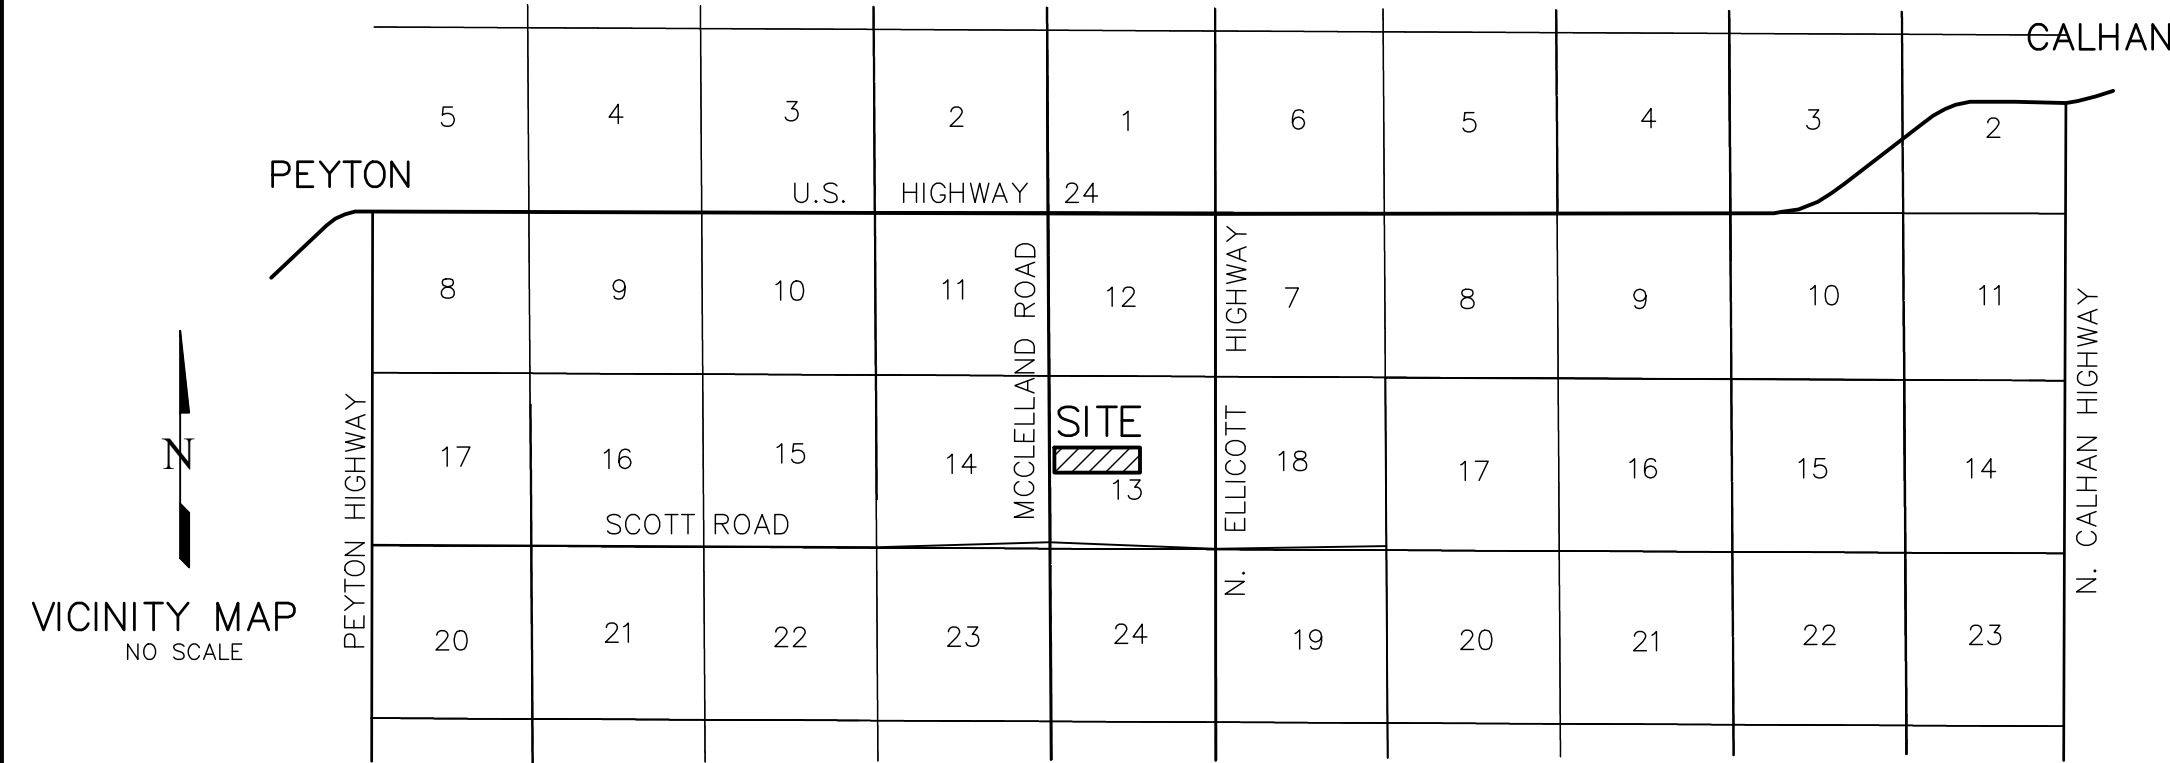 CALHAN
5 4 3 2 1 6 5 4 3 2
PEYTON
U.S. HIGHWAY 24
8 9 10 11 12 7 8 9 10 11
MCCLELLAND ROAD
N. ELLICOTT HIGHWAY
N. CALHAN HIGHWAY
PEYTON HIGHWAY
SITE
N
17 16 15 14 13 18 17 16 15 14
SCOTT ROAD
VICINITY MAP
NO SCALE
20 21 22 23 24 19 20 21 22 23